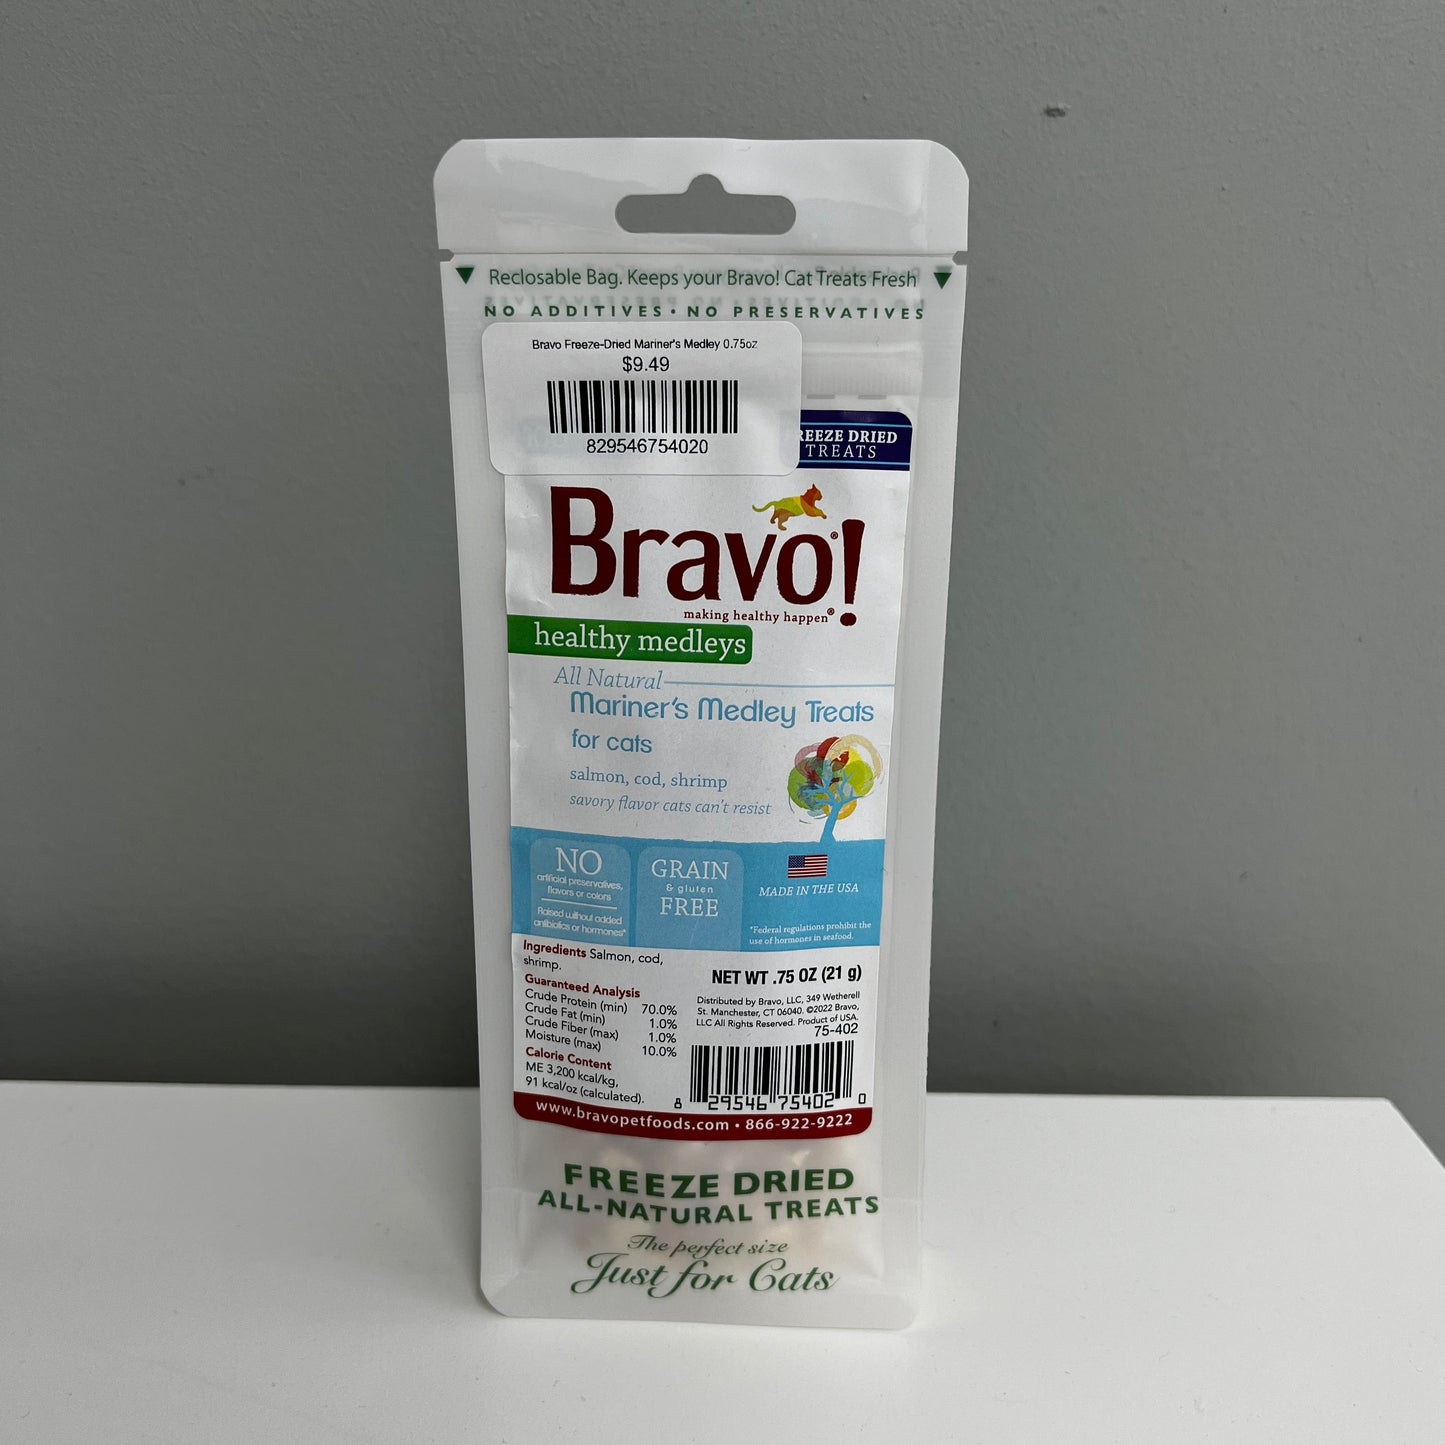 Reclosable Bag. Keeps your Bravo! Cat Treats Fresh
NO ADDITIVES • NO PRESERVATIVES
Bravo Freeze-Dried Mariner's Medley 0.75oz
$9.49
829546754020
REEZE DRIED
TREATS
Bravo!®
making healthy happen®
healthy medleys
All Natural
Mariner's Medley Treats
for cats
salmon, cod, shrimp
savory flavor cats can't resist
NO
artificial preservatives,
flavors or colors
Raised without added
antibiotics or hormones*
GRAIN
& gluten
FREE
MADE IN THE USA
*Federal regulations prohibit the
use of hormones in seafood.
Ingredients Salmon, cod,
shrimp.
Guaranteed Analysis
Crude Protein (min) 70.0%
Crude Fat (min) 1.0%
Crude Fiber (max) 1.0%
Moisture (max) 10.0%
Calorie Content
ME 3,200 kcal/kg,
91 kcal/oz (calculated).
NET WT .75 OZ (21 g)
Distributed by Bravo, LLC, 349 Wetherell
St. Manchester, CT 06040. ©2022 Bravo,
LLC All Rights Reserved. Product of USA.
75-402
8 29546 75402 0
www.bravopetfoods.com • 866-922-9222
FREEZE DRIED
ALL-NATURAL TREATS
The perfect size
Just for Cats